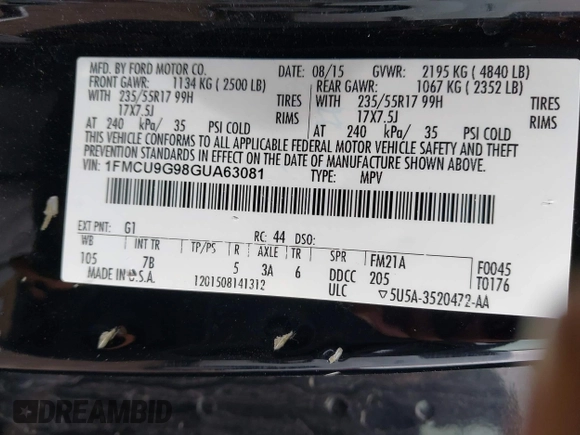 MFD. BY FORD MOTOR CO.
DATE: 08/15 GVWR: 2195 KG ( 4840 LB)
FRONT GAWR: 1134 KG ( 2500 LB) REAR GAWR: 1067 KG ( 2352 LB)
WITH 235/55R17 99H TIRES WITH 235/55R17 99H TIRES
17X7.5J RIMS 17X7.5J RIMS
AT 240 kPa/ 35 PSI COLD AT 240 kPa/ 35 PSI COLD
THIS VEHICLE CONFORMS TO ALL APPLICABLE FEDERAL MOTOR VEHICLE SAFETY AND THEFT
PREVENTION STANDARDS IN EFFECT ON THE DATE OF MANUFACTURE SHOWN ABOVE.
VIN: 1FMCU9G98GUA63081 TYPE: MPV
EXT PNT: G1 RC: 44 DSO:
WB INT TR TP/PS R AXLE TR SPR FM21A F0045
105 7B 5 3A 6 DDCC 205 T0176
MADE IN U.S.A. 1201508141312 ULC 5U5A-3520472-AA
DREAMBID